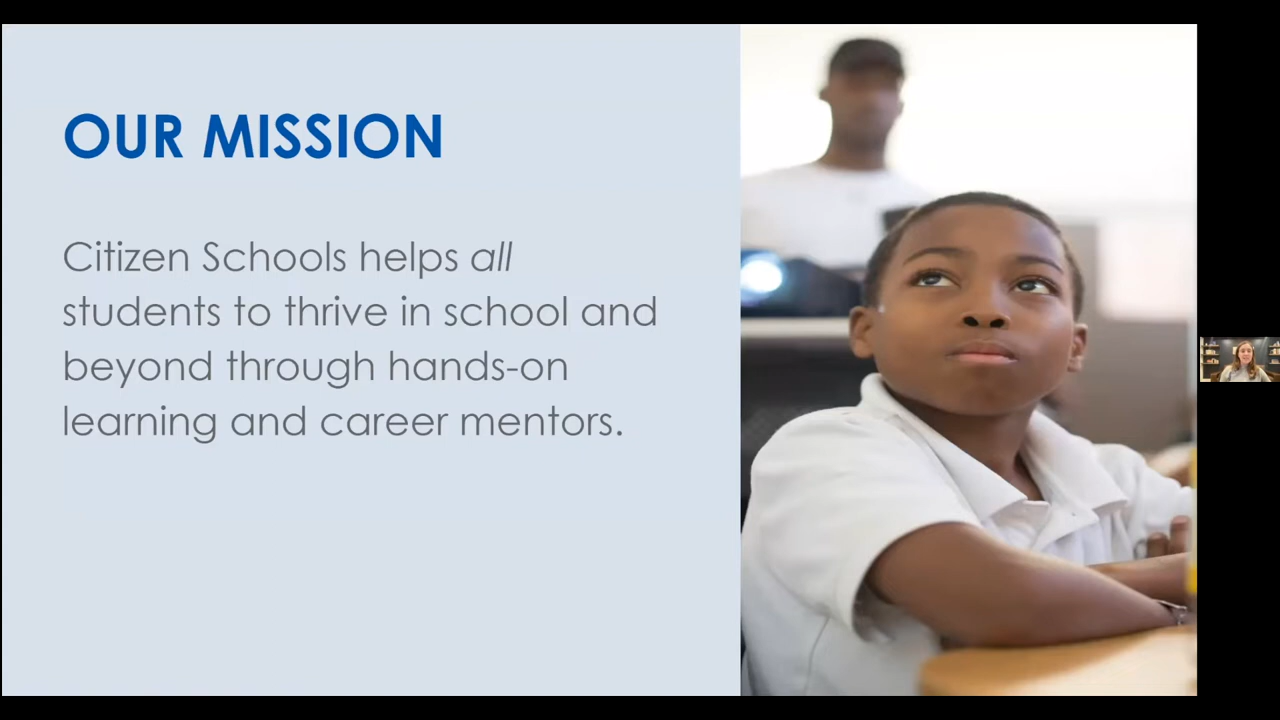 OUR MISSION
Citizen Schools helps all
students to thrive in school and
beyond through hands-on
learning and career mentors.